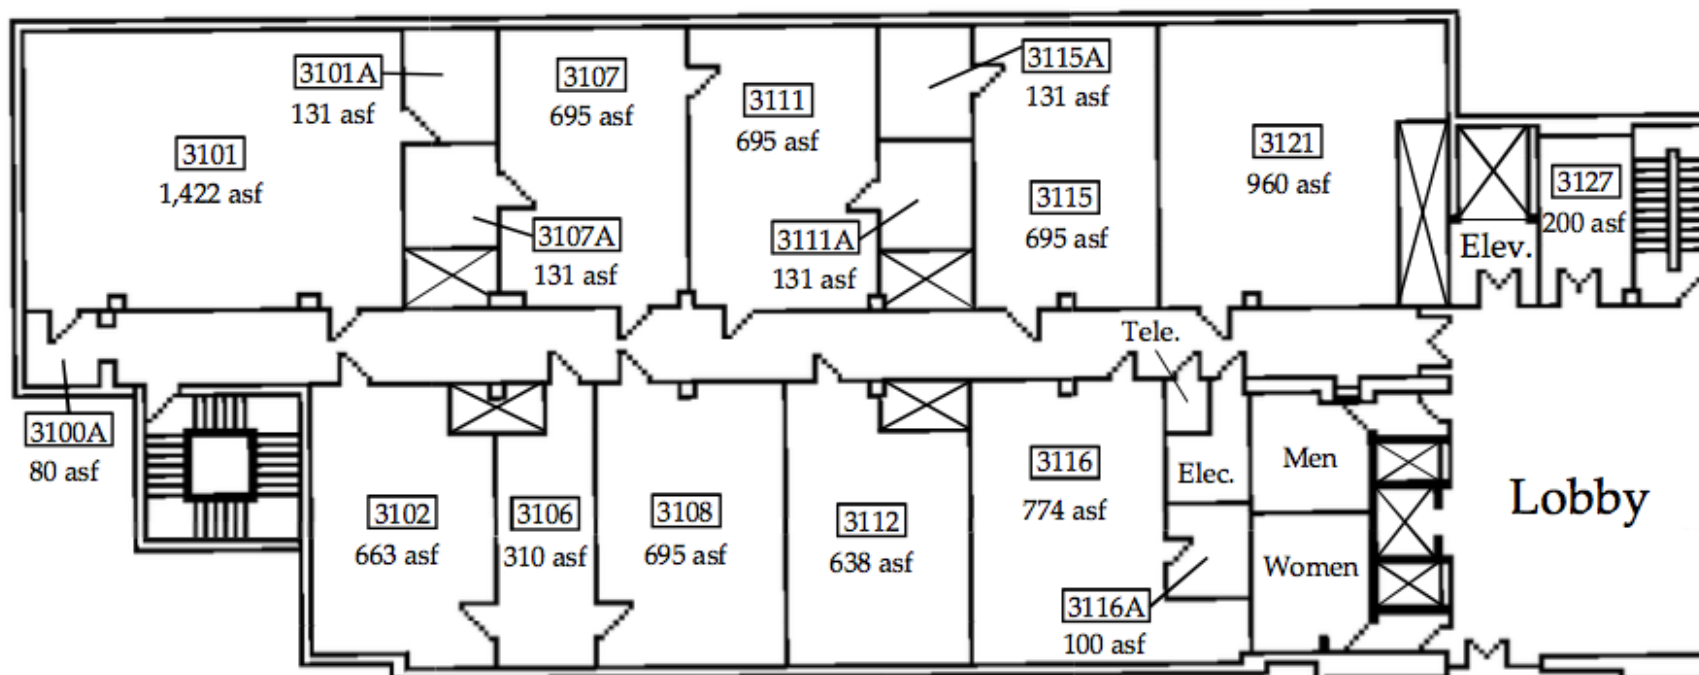 3101
1,422 asf
3101A
131 asf
3107
695 asf
3107A
131 asf
3111
695 asf
3111A
131 asf
3115A
131 asf
3115
695 asf
3121
960 asf
Elev.
3127
200 asf
Tele.
3100A
80 asf
3102
663 asf
3106
310 asf
3108
695 asf
3112
638 asf
3116
774 asf
3116A
100 asf
Elec.
Men
Women
Lobby